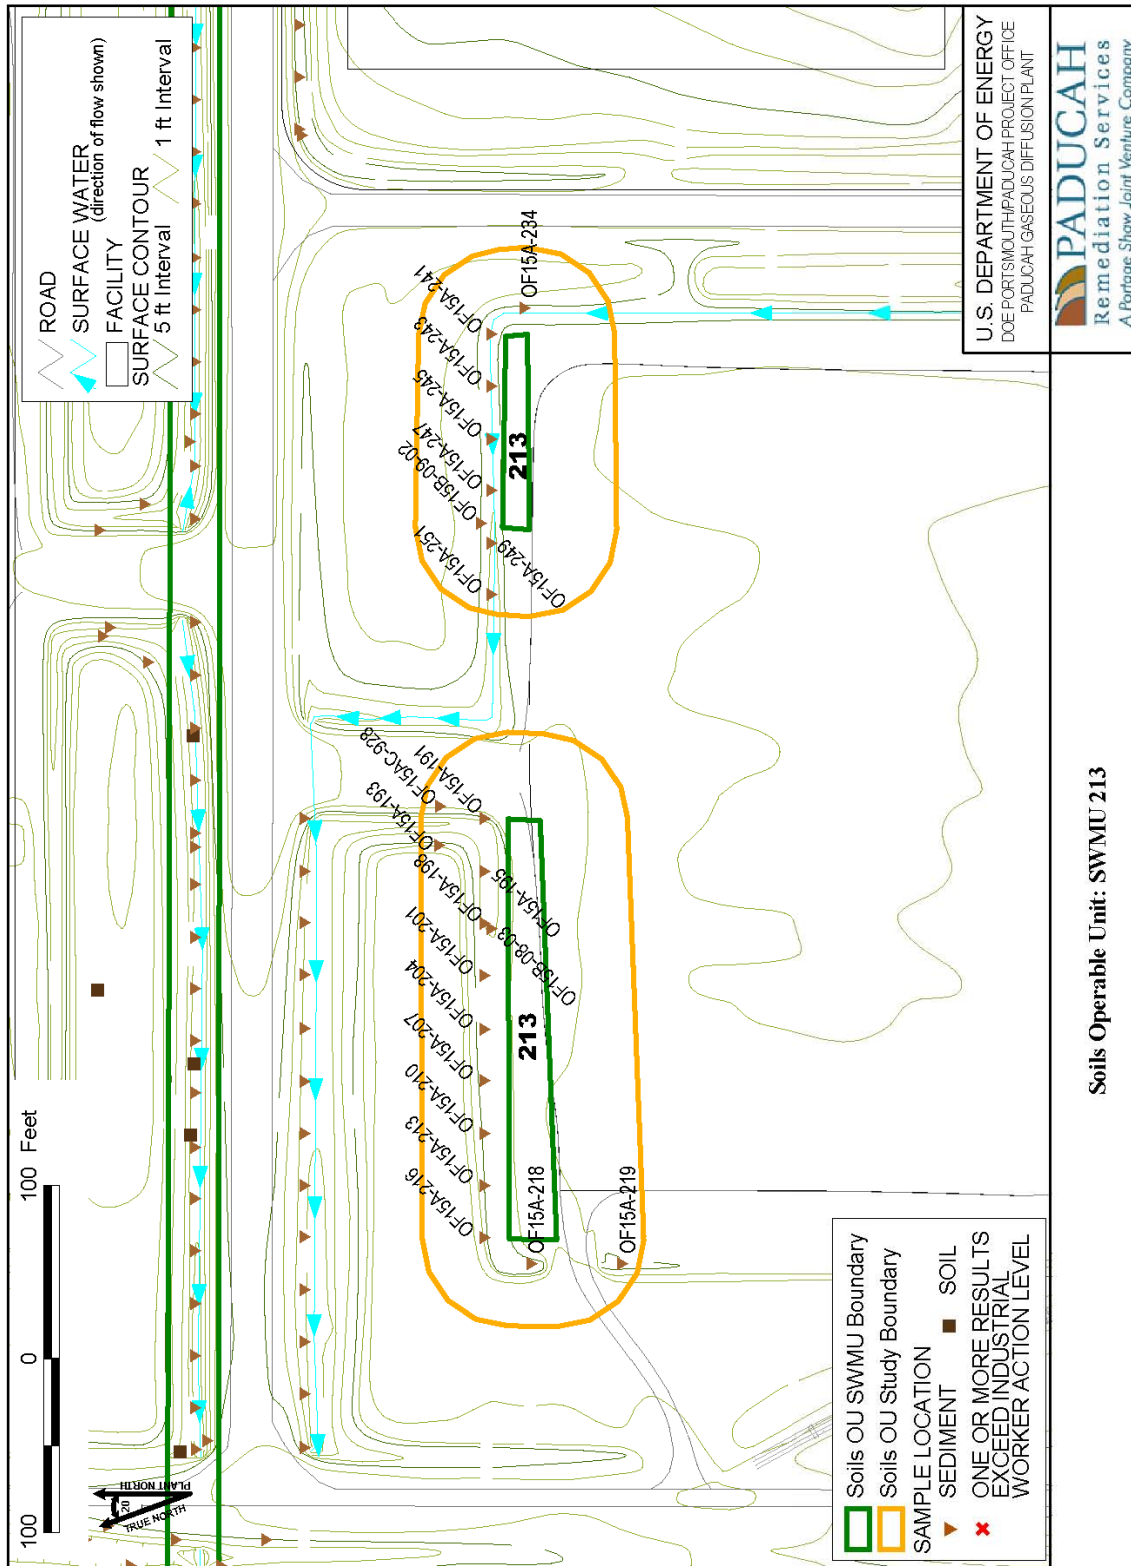 ROAD
SURFACE WATER
(direction of flow shown)
FACILITY
SURFACE CONTOUR
5 ft Interval
1 ft Interval
100
0
100 Feet
PLANT NORTH
TRUE NORTH
20
OF15A-241
OF15A-243
OF15A-245
OF15A-247
OF15B-09-02
OF15A-251
OF15A-249
OF15A-234
213
OF15A-191
OF15AC-928
OF15A-193
OF15A-198
OF15A-195
OF15B-08-03
OF15A-201
OF15A-204
OF15A-207
OF15A-210
OF15A-213
OF15A-216
OF15A-218
OF15A-219
213
Soils OU SWMU Boundary
Soils OU Study Boundary
SAMPLE LOCATION
SEDIMENT
SOIL
ONE OR MORE RESULTS
EXCEED INDUSTRIAL
WORKER ACTION LEVEL
U.S. DEPARTMENT OF ENERGY
DOE PORTSMOUTH/PADUCAH PROJECT OFFICE
PADUCAH GASEOUS DIFFUSION PLANT
PADUCAH
Remediation Services
A Portage Shaw Joint Venture Company
Soils Operable Unit: SWMU 213